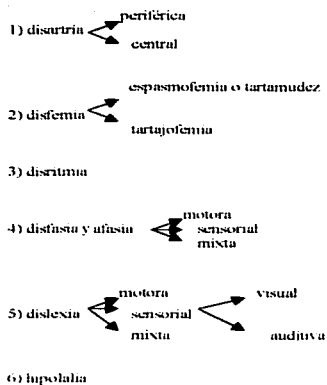 periférica
1) disartria
central
espasmofemia o tartamudez
2) disfemia
tartajofemia
3) disritmia
motora
4) disfasia y afasia sensorial
mixta
motora visual
5) dislexia sensorial
mixta auditiva
6) hipolalia